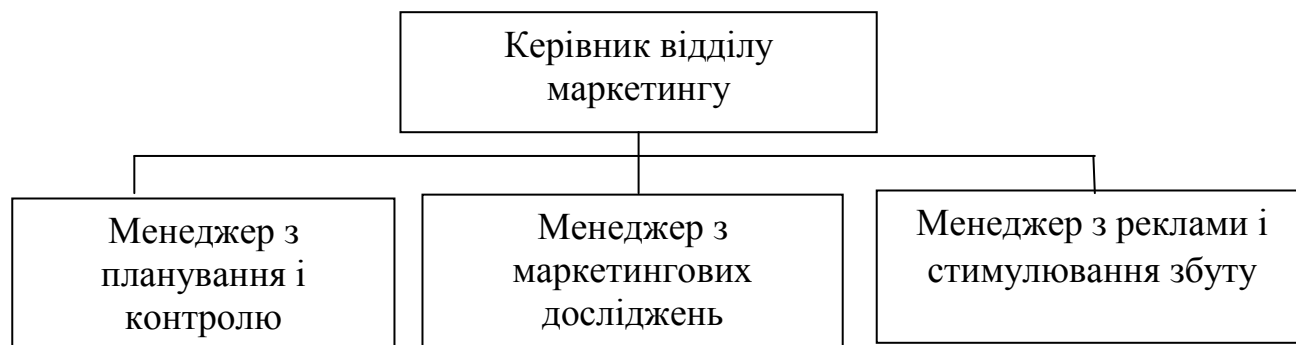 Керівник відділу
маркетингу
Менеджер з
планування і
контролю
Менеджер з
маркетингових
досліджень
Менеджер з реклами і
стимулювання збуту